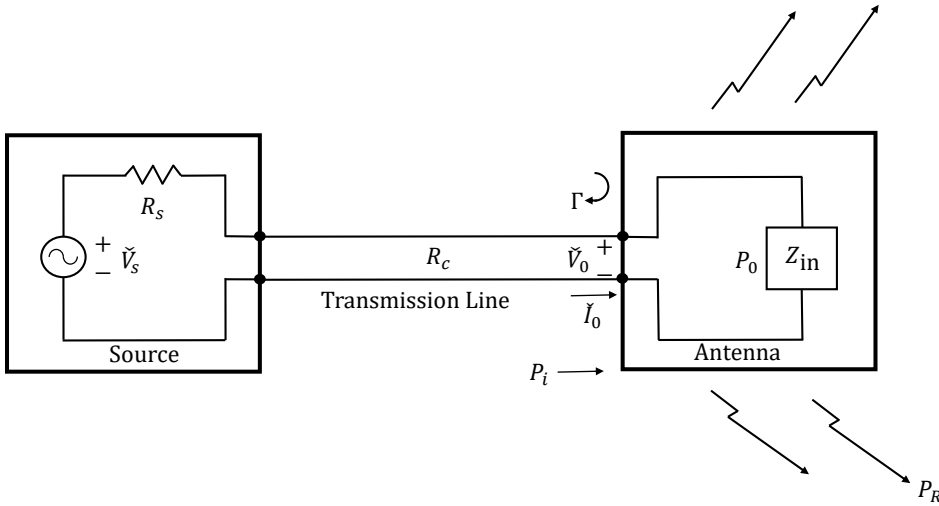 Γ
R_s
+
−
V̌_s
R_c
V̌_0
+
−
P_0
Z_in
Transmission Line
Ǐ_0
Source
Antenna
P_i
P_R